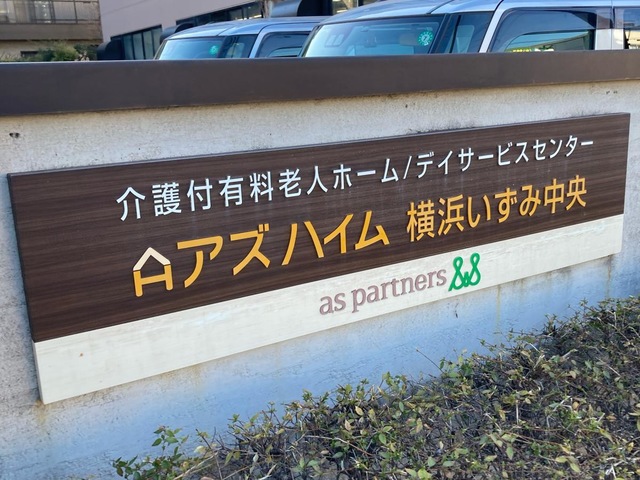 介護付有料老人ホーム/デイサービスセンター
アズハイム 横浜いずみ中央
as partners